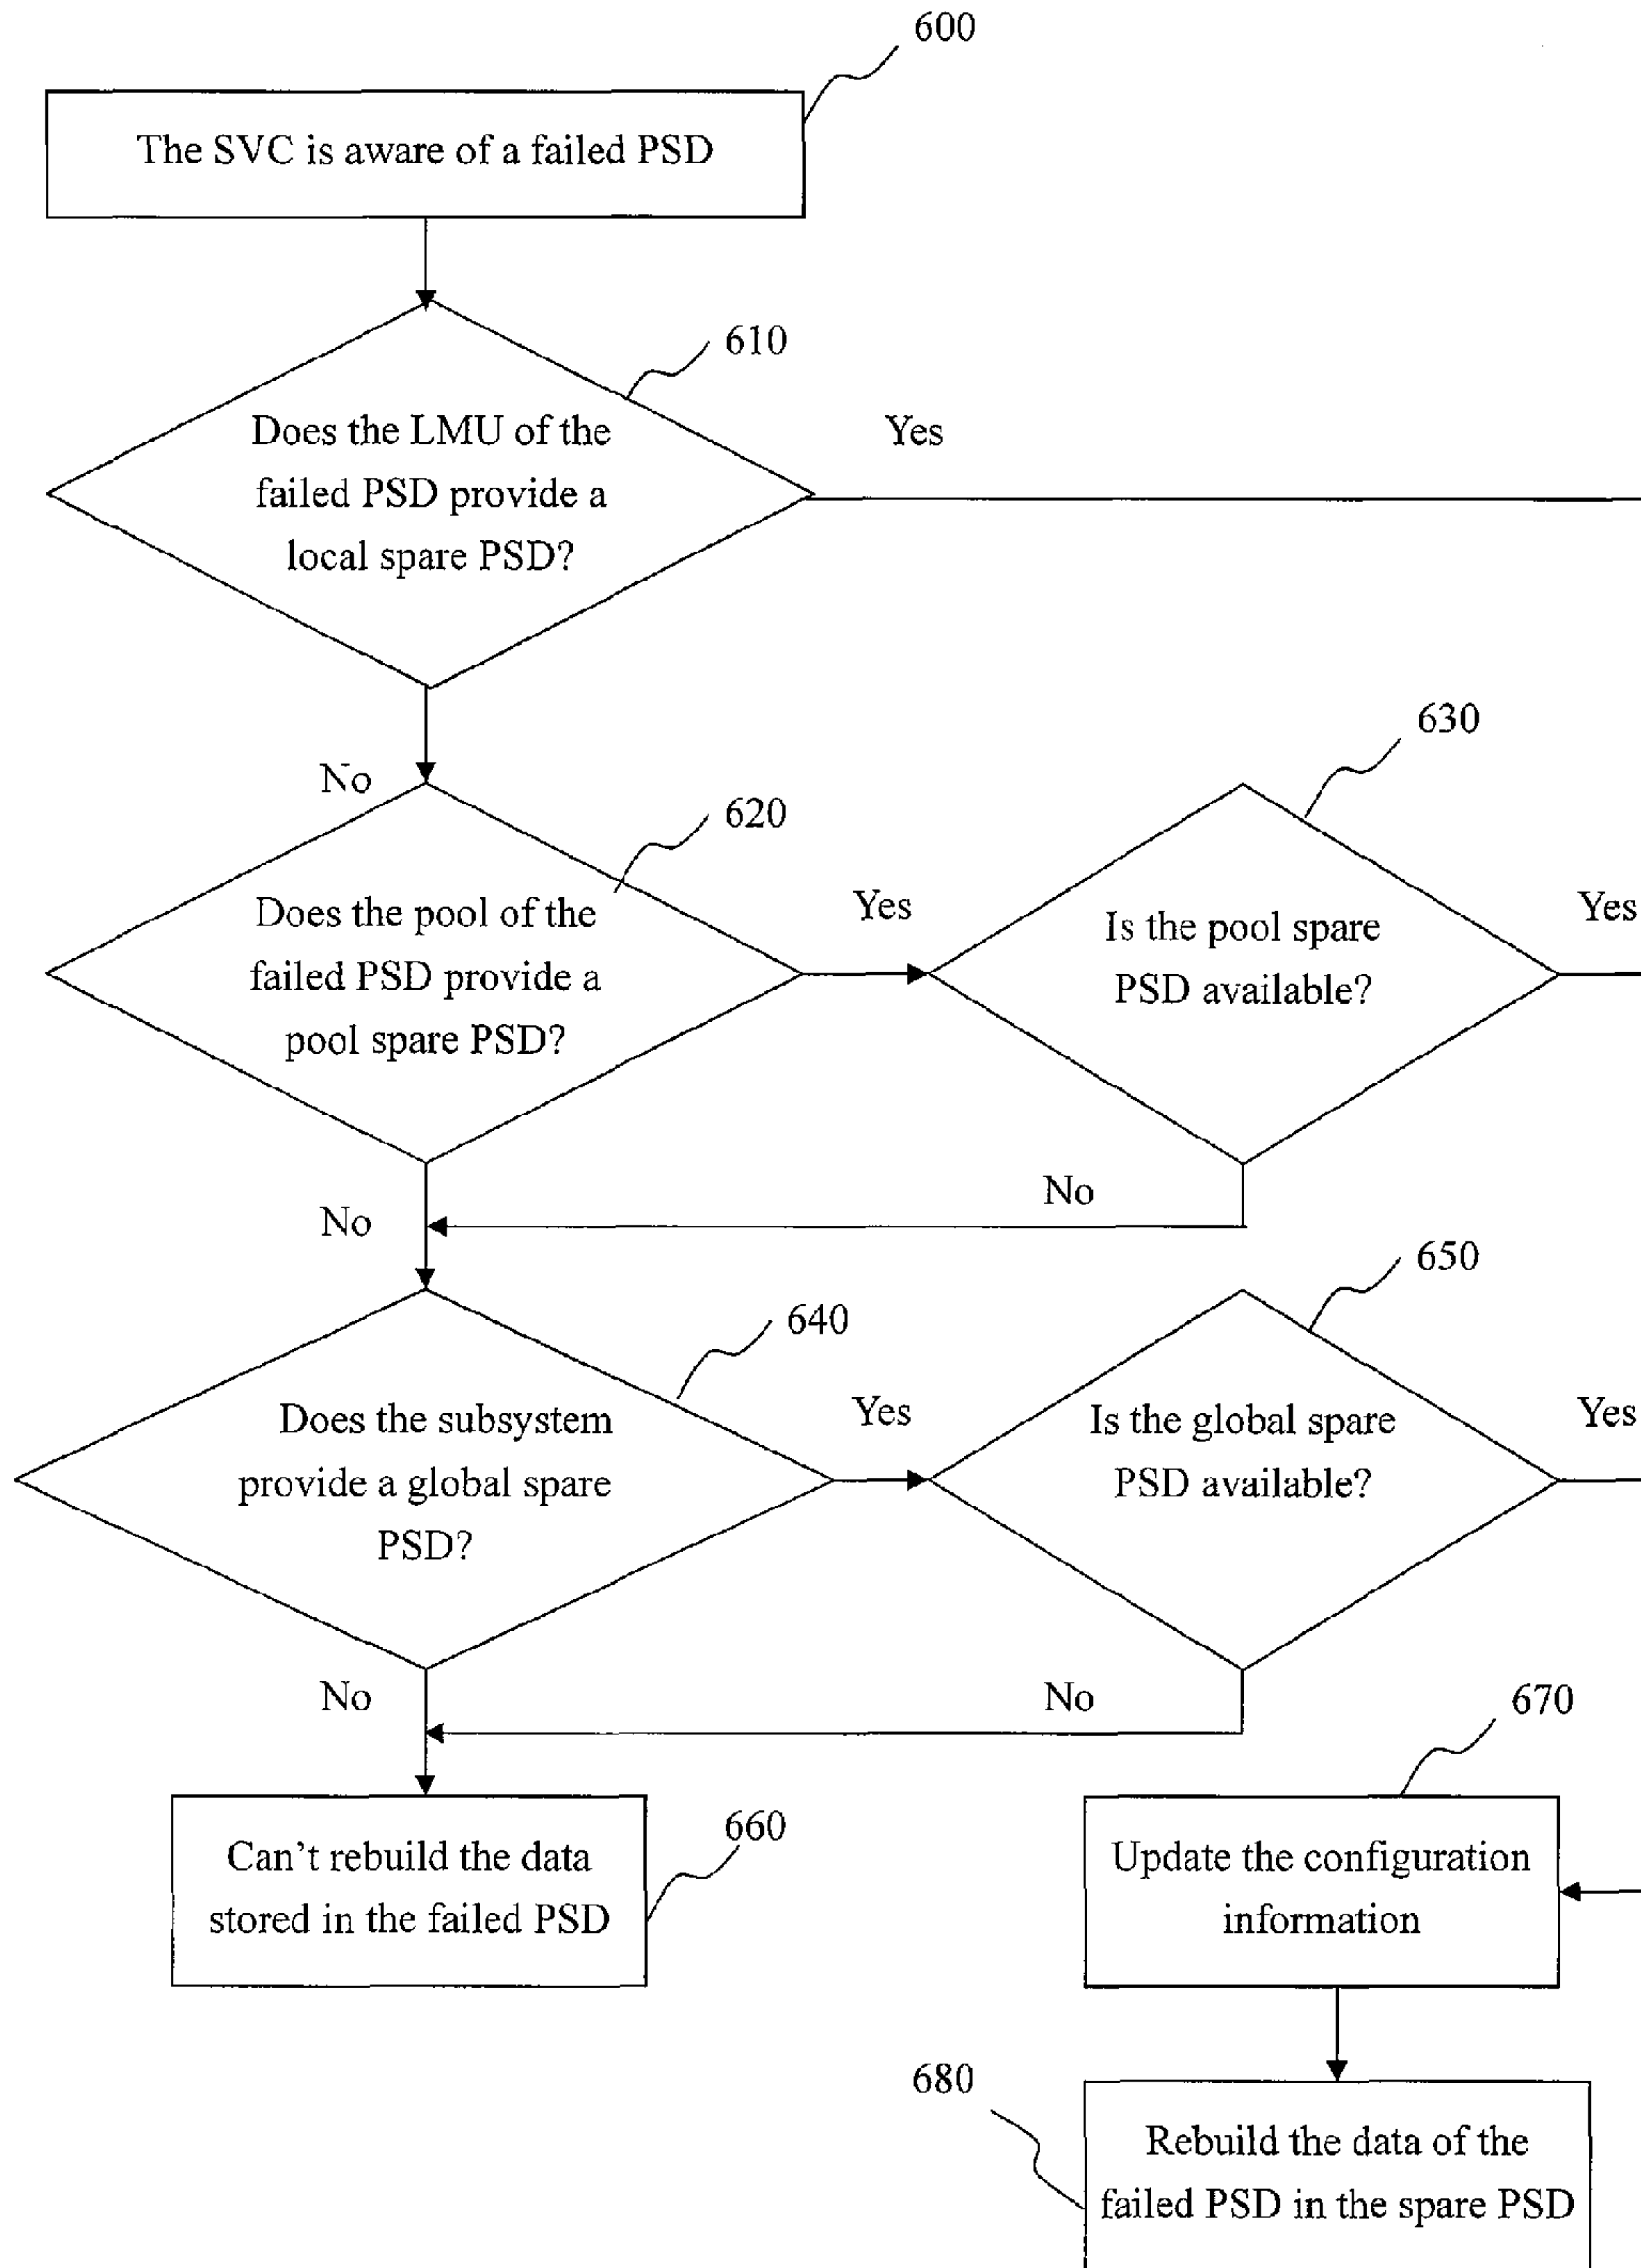 600
The SVC is aware of a failed PSD
610
Does the LMU of the
failed PSD provide a
local spare PSD?
Yes
No
630
620
Does the pool of the
failed PSD provide a
pool spare PSD?
Yes
Is the pool spare
PSD available?
Yes
No
No
650
640
Does the subsystem
provide a global spare
PSD?
Yes
Is the global spare
PSD available?
Yes
No
No
670
660
Can't rebuild the data
stored in the failed PSD
Update the configuration
information
680
Rebuild the data of the
failed PSD in the spare PSD